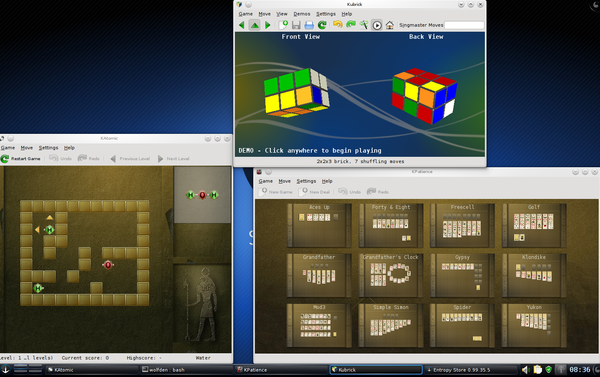 Kubrick
Game Move View Demos Settings Help
Singmaster Moves
Front View
Back View
DEMO - Click anywhere to begin playing
2x2x3 brick, 7 shuffling moves
KAtomic
Game Move Settings Help
Restart Game Undo Redo Previous Level Next Level
Current score: 0 Highscore: - Water
KPatience
Game Move Settings Help
New Game New Deal Undo Redo
Aces Up
Forty & Eight
Freecell
Golf
Grandfather
Grandfather's Clock
Gypsy
Klondike
Mod3
Simple Simon
Spider
Yukon
KAtomic
wolfden : bash
KPatience
Kubrick
Entropy Store 0.99.35.5
08:36